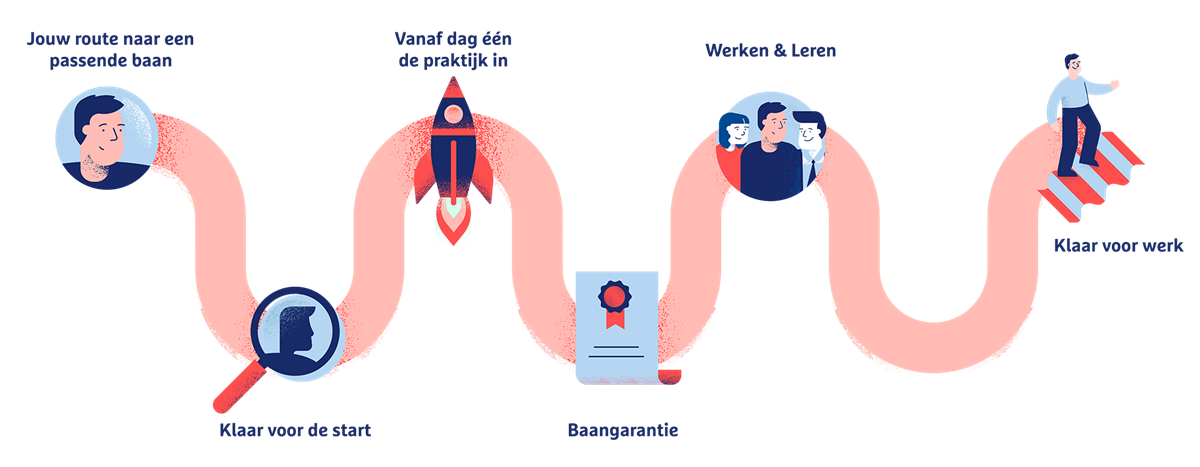 Jouw route naar een
passende baan
Klaar voor de start
Vanaf dag één
de praktijk in
Baangarantie
Werken & Leren
Klaar voor werk